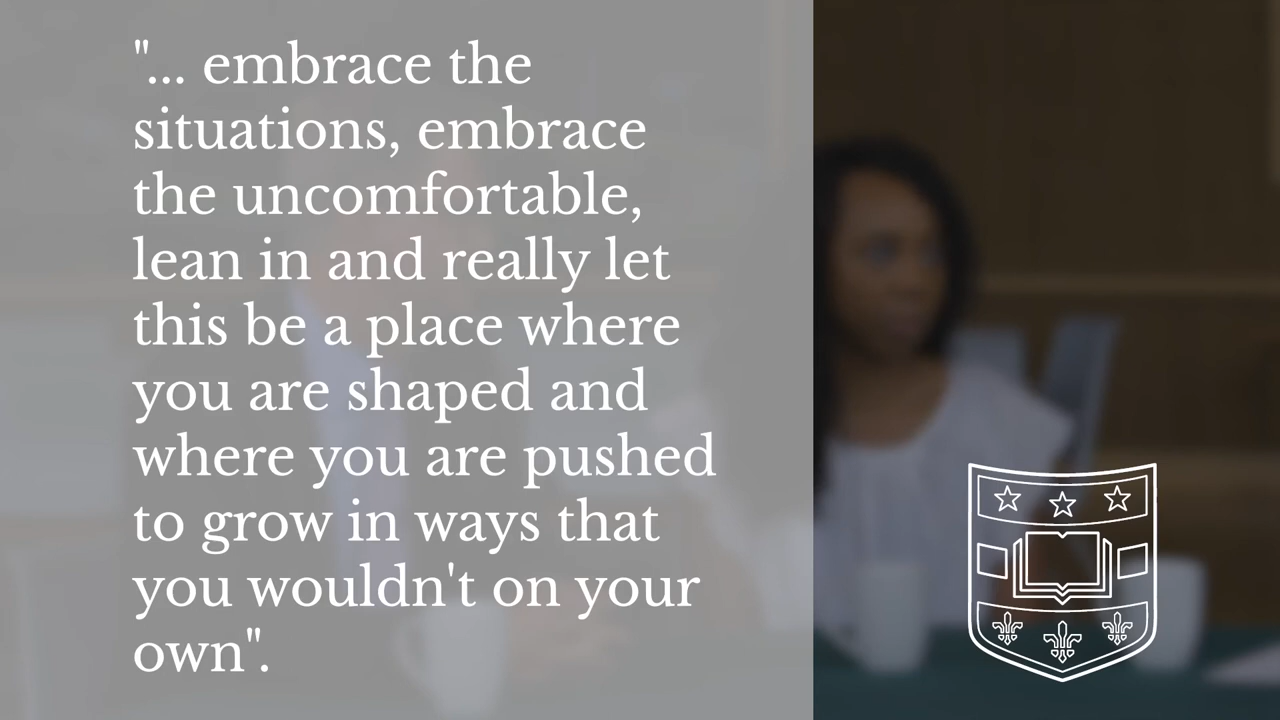 "... embrace the
situations, embrace
the uncomfortable,
lean in and really let
this be a place where
you are shaped and
where you are pushed
to grow in ways that
you wouldn't on your
own".